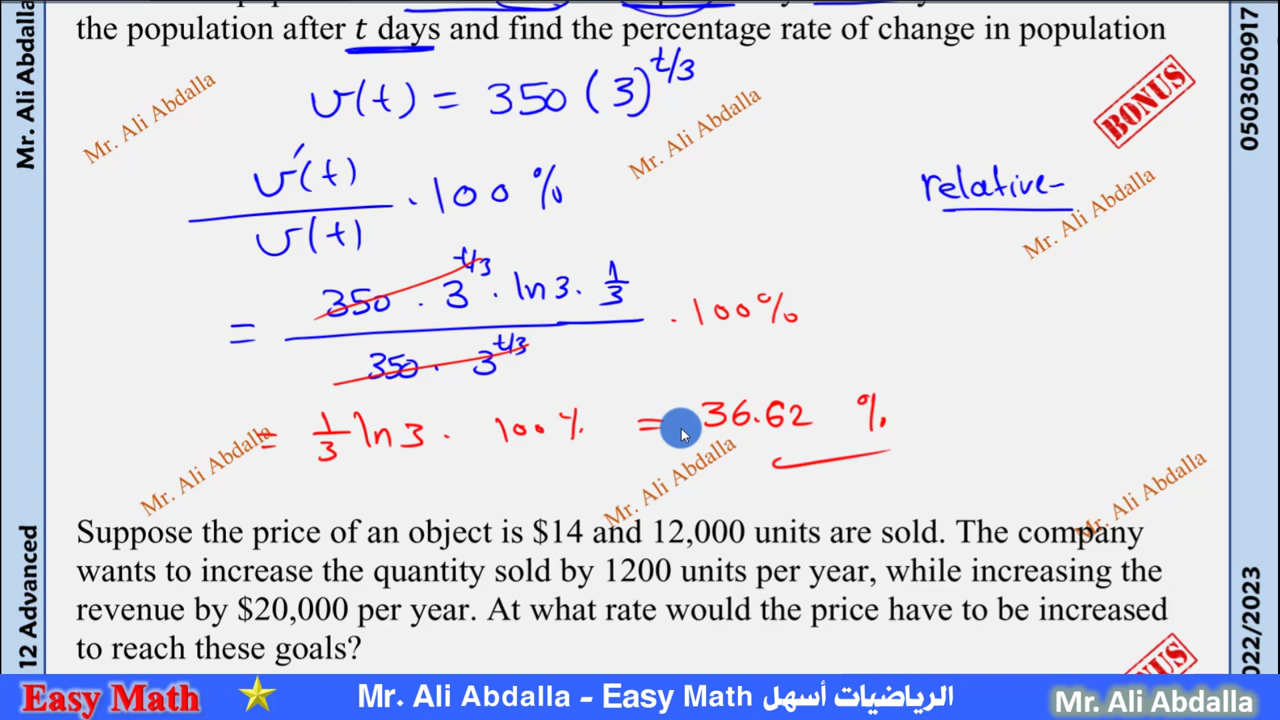 the population after t days and find the percentage rate of change in population
v(t) = 350 (3)^t/3
BONUS
v'(t)
v(t)
. 100 %
relative-
= 350 . 3^t/3 . ln 3 . 1/3
350 . 3^t/3
. 100 %
= 1/3 ln 3 . 100 % = 36.62 %
Suppose the price of an object is $14 and 12,000 units are sold. The company
wants to increase the quantity sold by 1200 units per year, while increasing the
revenue by $20,000 per year. At what rate would the price have to be increased
to reach these goals?
Mr. Ali Abdalla
Mr. Ali Abdalla
Mr. Ali Abdalla
Mr. Ali Abdalla
Mr. Ali Abdalla
Mr. Ali Abdalla
Mr. Ali Abdalla
12 Advanced
0503050917
022/2023
Easy Math
Mr. Ali Abdalla - Easy Math الرياضيات أسهل
Mr. Ali Abdalla